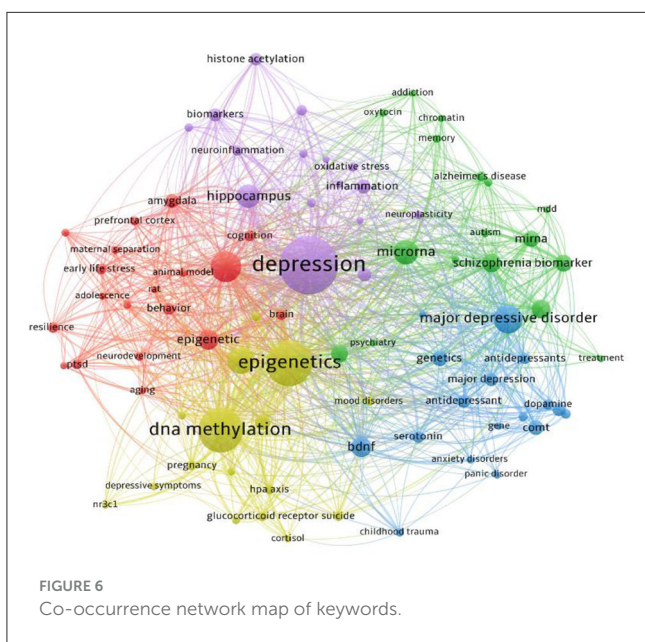 histone acetylation
addiction
oxytocin
chromatin
biomarkers
memory
neuroinflammation
oxidative stress
alzheimer's disease
amygdala
hippocampus
inflammation
mdd
prefrontal cortex
neuroplasticity
autism
cognition
mirna
maternal separation
microrna
depression
early life stress
animal model
schizophrenia biomarker
rat
adolescence
behavior
brain
major depressive disorder
resilience
epigenetic
psychiatry
ptsd
neurodevelopment
epigenetics
genetics
antidepressants
treatment
major depression
aging
mood disorders
antidepressant
dopamine
dna methylation
gene
comt
serotonin
bdnf
pregnancy
anxiety disorders
panic disorder
depressive symptoms
hpa axis
nr3c1
glucocorticoid receptor suicide
childhood trauma
cortisol
FIGURE 6
Co-occurrence network map of keywords.